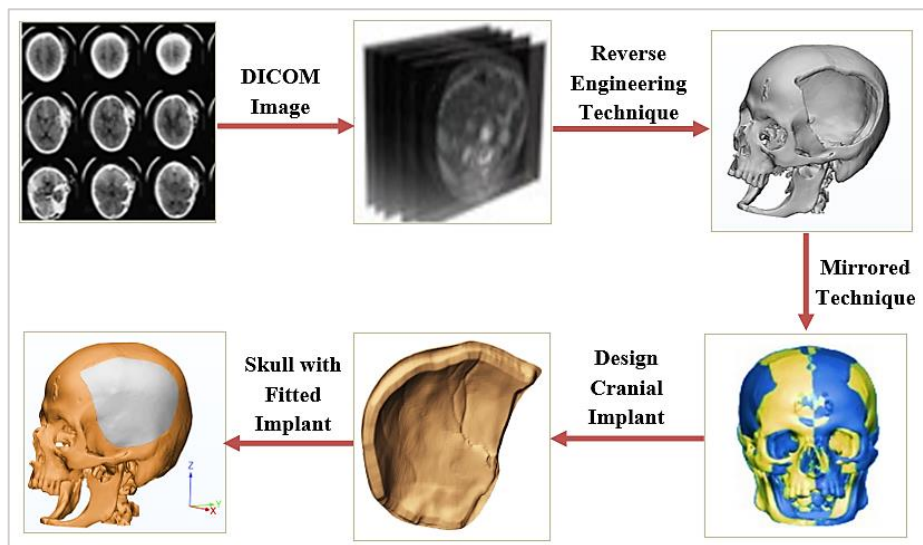 DICOM
Image
Reverse
Engineering
Technique
Mirrored
Technique
Design
Cranial
Implant
Skull with
Fitted
Implant
Z
Y
X